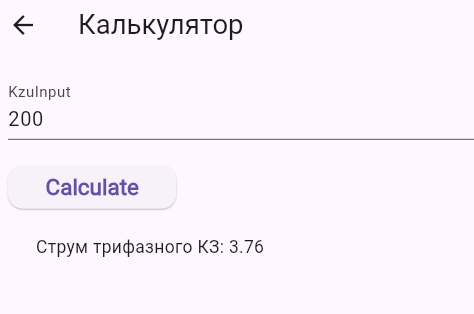 Калькулятор
KzuInput
200
Calculate
Струм трифазного КЗ: 3.76